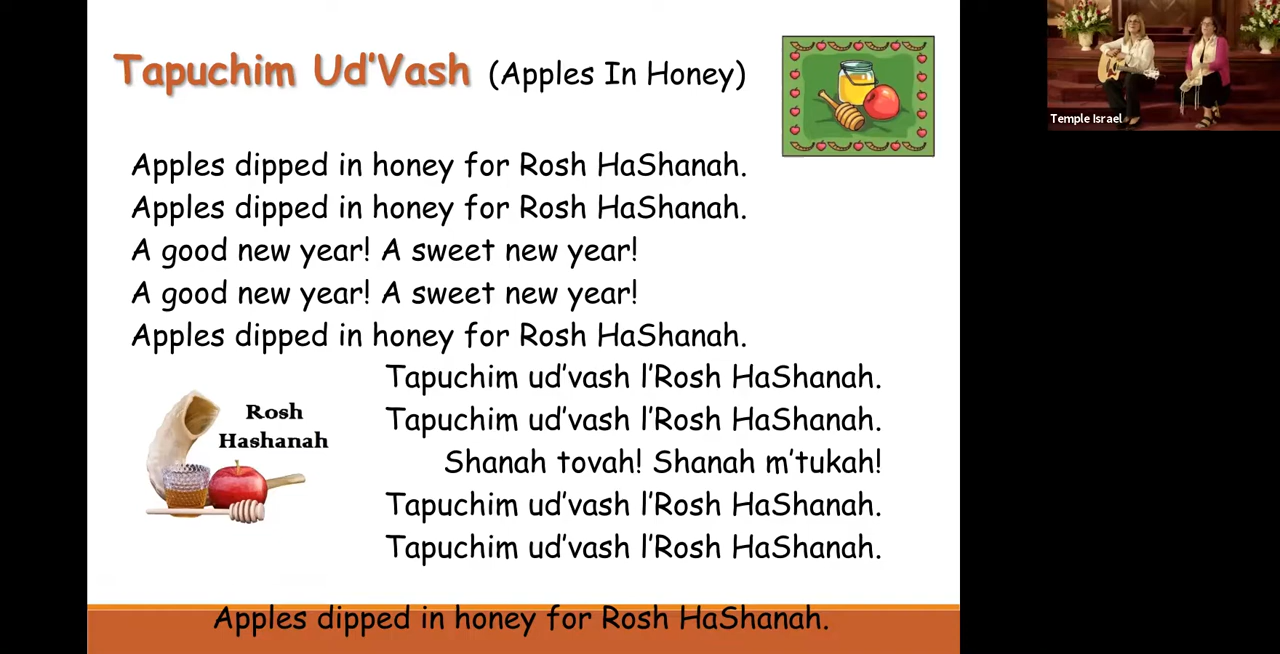 Tapuchim Ud'Vash (Apples In Honey)
Temple Israel
Apples dipped in honey for Rosh HaShanah.
Apples dipped in honey for Rosh HaShanah.
A good new year! A sweet new year!
A good new year! A sweet new year!
Apples dipped in honey for Rosh HaShanah.
Tapuchim ud'vash l'Rosh HaShanah.
Tapuchim ud'vash l'Rosh HaShanah.
Shanah tovah! Shanah m'tukah!
Tapuchim ud'vash l'Rosh HaShanah.
Tapuchim ud'vash l'Rosh HaShanah.
Rosh
Hashanah
Apples dipped in honey for Rosh HaShanah.